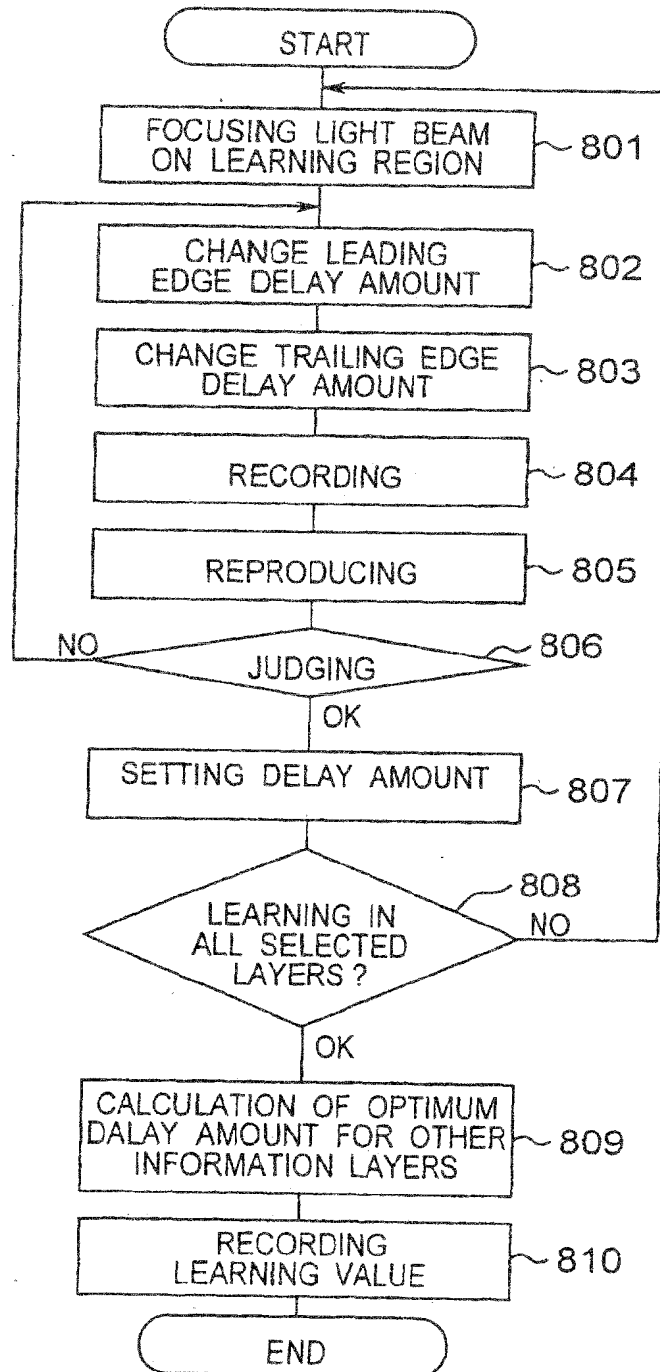 START
FOCUSING LIGHT BEAM
ON LEARNING REGION
801
CHANGE LEADING
EDGE DELAY AMOUNT
802
CHANGE TRAILING EDGE
DELAY AMOUNT
803
RECORDING
804
REPRODUCING
805
806
NO
JUDGING
OK
SETTING DELAY AMOUNT
807
808
LEARNING IN
ALL SELECTED
LAYERS ?
NO
OK
CALCULATION OF OPTIMUM
DALAY AMOUNT FOR OTHER
INFORMATION LAYERS
809
RECORDING
LEARNING VALUE
810
END